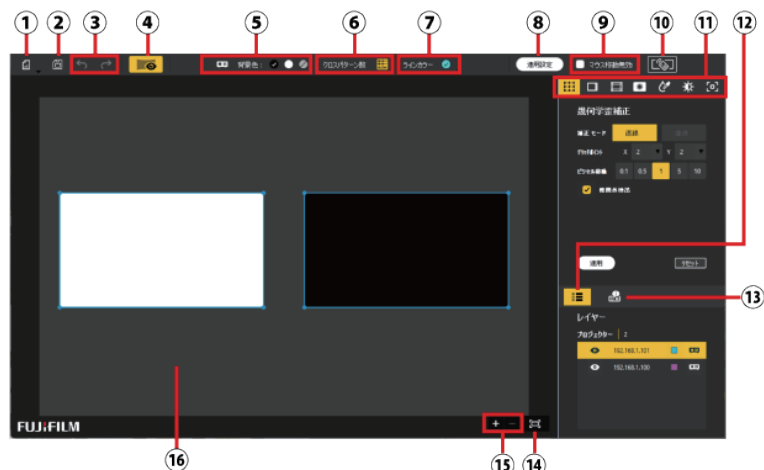 ① ② ③ ④ ⑤ ⑥ ⑦ ⑧ ⑨ ⑩ ⑪ ⑫
背景色：
クロスパターン数
ラインカラー
適用設定
マウス移動無効
幾何学歪補正
補正モード 直線
グリッドポイント X 2 Y 2
ピクセル移動 0.1 0.5 1 5 10
適用 リセット
⑬
レイヤー
プロジェクター 2
192.168.1.101
192.168.1.100
FUJIFILM
⑯ ⑮ ⑭